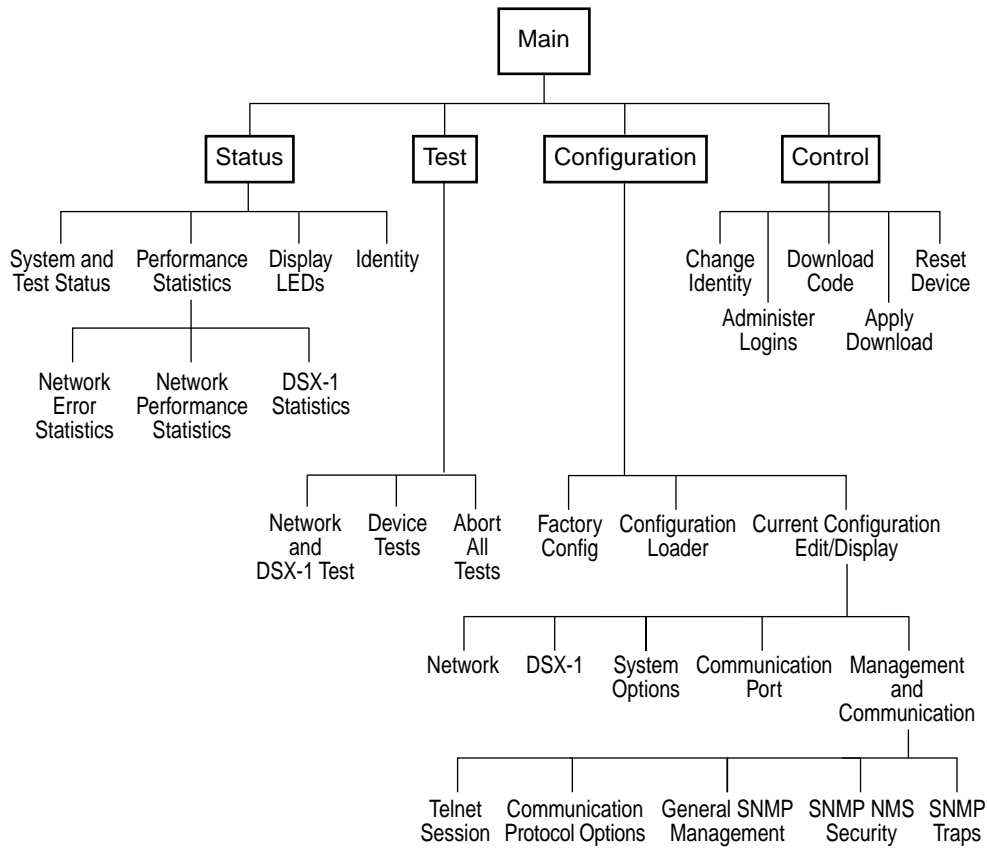 Main
Status
Test
Configuration
Control
System and
Test Status
Performance
Statistics
Display
LEDs
Identity
Change
Identity
Download
Code
Reset
Device
Administer
Logins
Apply
Download
Network
Error
Statistics
Network
Performance
Statistics
DSX-1
Statistics
Network
and
DSX-1 Test
Device
Tests
Abort
All
Tests
Factory
Config
Configuration
Loader
Current Configuration
Edit/Display
Network
DSX-1
System
Options
Communication
Port
Management
and
Communication
Telnet
Session
Communication
Protocol Options
General SNMP
Management
SNMP NMS
Security
SNMP
Traps